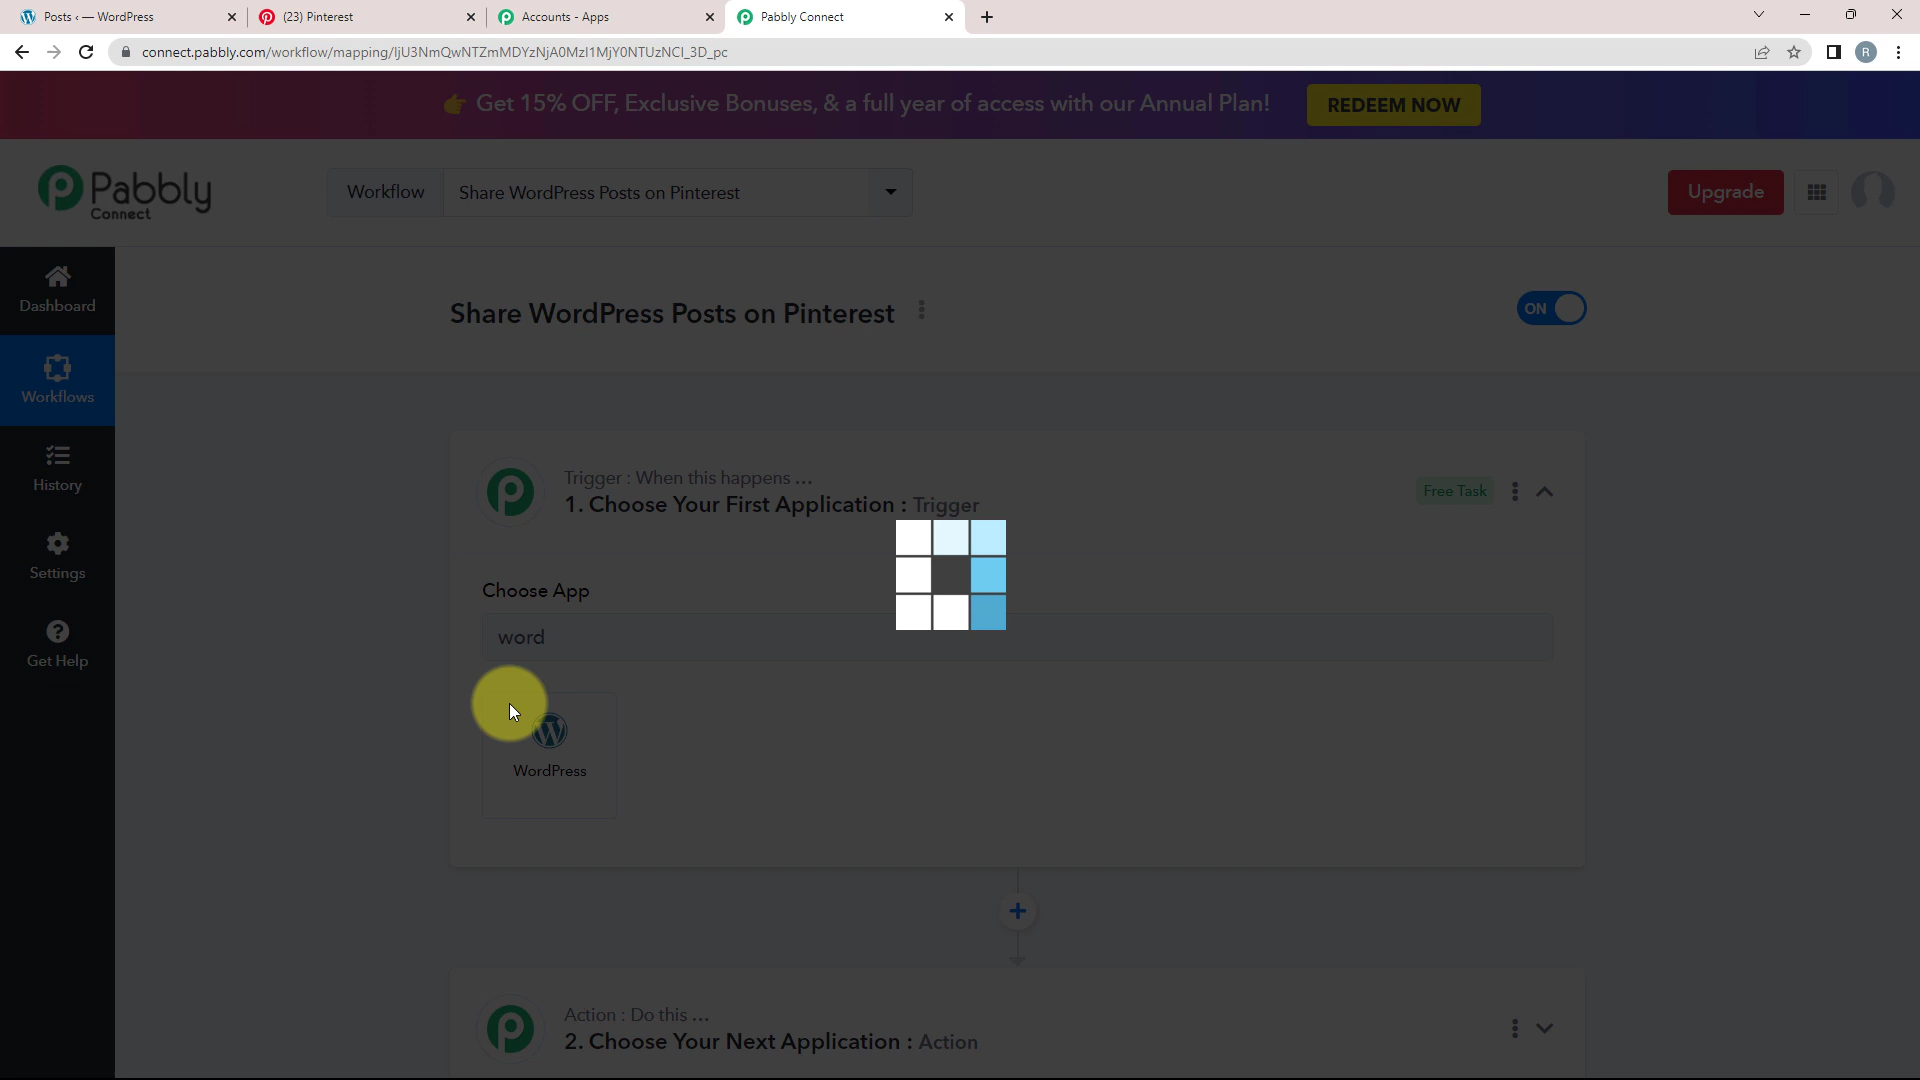 Posts ‹ — WordPress
(23) Pinterest
Accounts - Apps
Pabbly Connect
connect.pabbly.com/workflow/mapping/IjU3NmQwNTZmMDYzNjA0MzI1MjY0NTUzNCI_3D_pc
R
👉 Get 15% OFF, Exclusive Bonuses, & a full year of access with our Annual Plan!
REDEEM NOW
Pabbly
Connect
Workflow
Share WordPress Posts on Pinterest
Upgrade
Dashboard
Workflows
History
Settings
Get Help
Share WordPress Posts on Pinterest
ON
Trigger : When this happens ...
1. Choose Your First Application : Trigger
Free Task
Choose App
word
WordPress
Action : Do this ...
2. Choose Your Next Application : Action